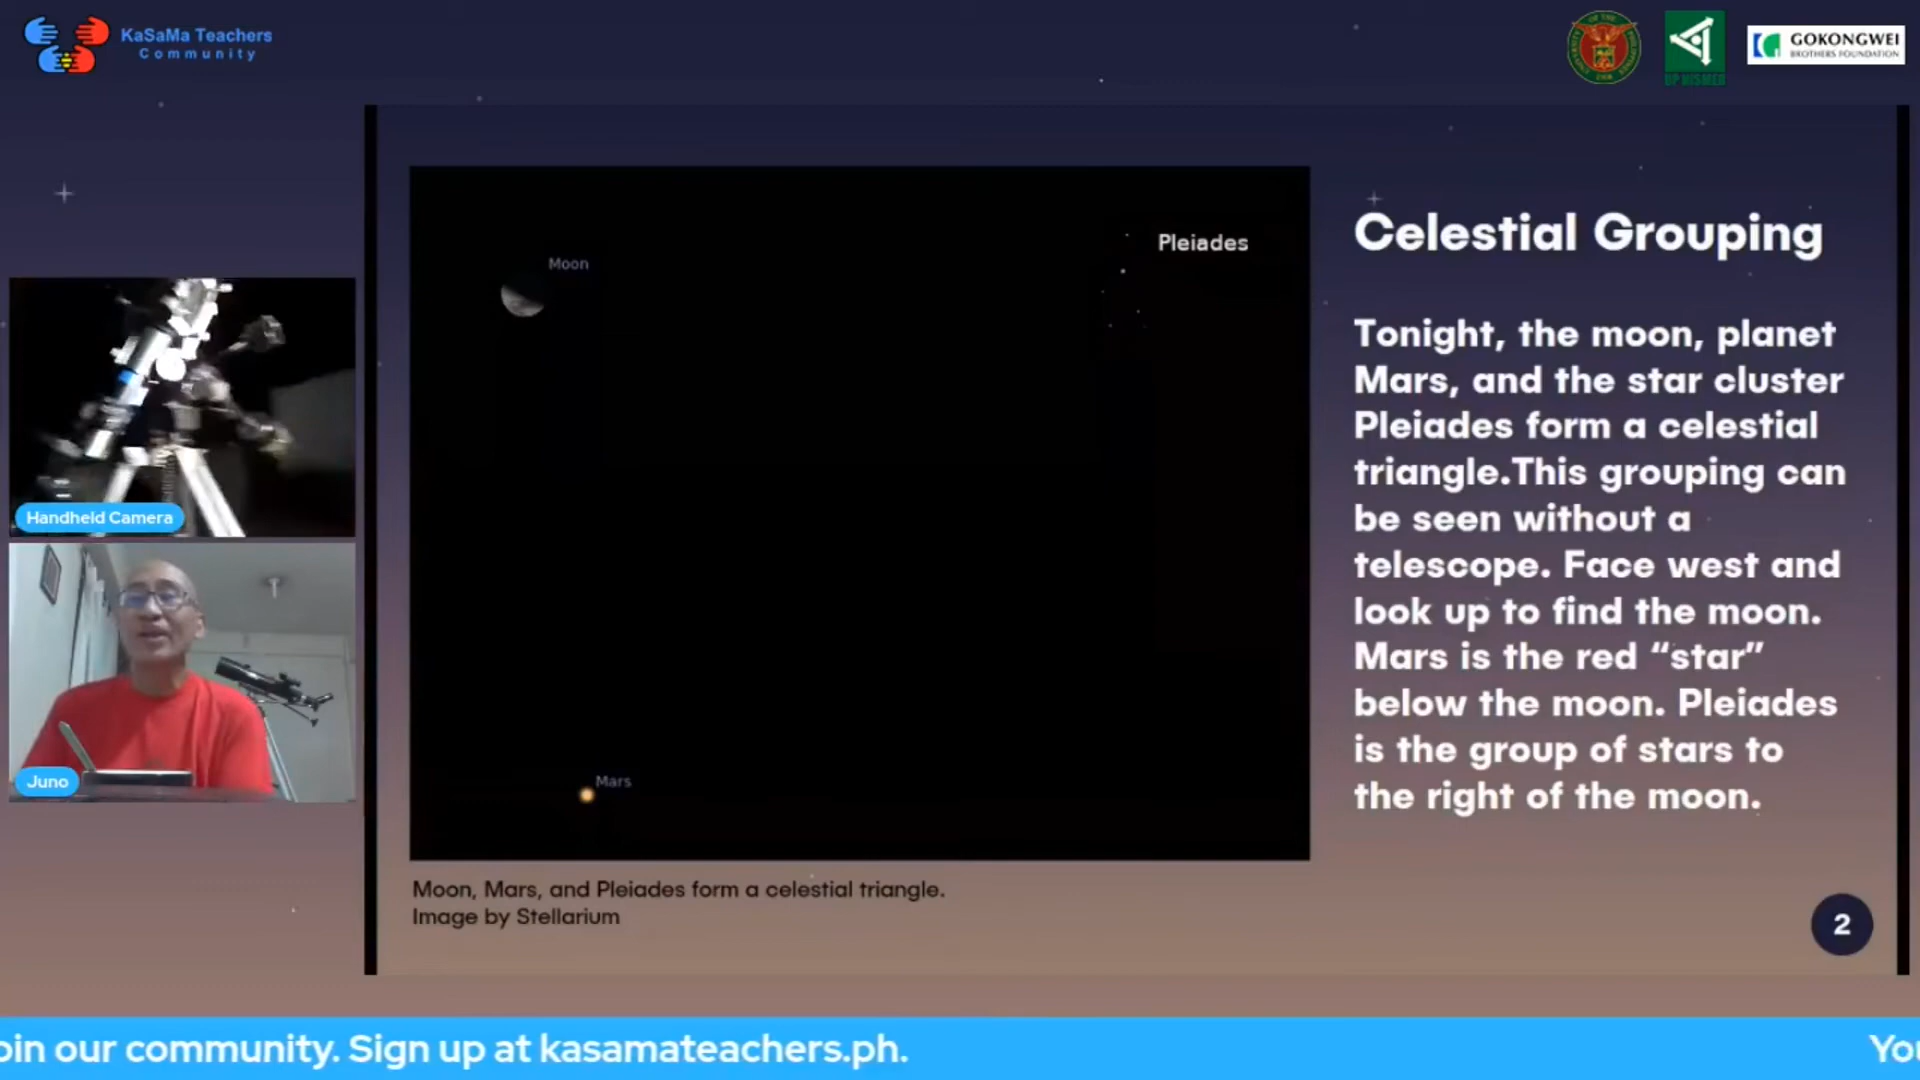 KaSaMa Teachers
Community
GOKONGWEI
BROTHERS FOUNDATION
UP NISMED
Moon
Pleiades
Mars
Moon, Mars, and Pleiades form a celestial triangle.
Image by Stellarium
Celestial Grouping
Tonight, the moon, planet
Mars, and the star cluster
Pleiades form a celestial
triangle.This grouping can
be seen without a
telescope. Face west and
look up to find the moon.
Mars is the red “star”
below the moon. Pleiades
is the group of stars to
the right of the moon.
2
Handheld Camera
Juno
our community. Sign up at kasamateachers.ph.